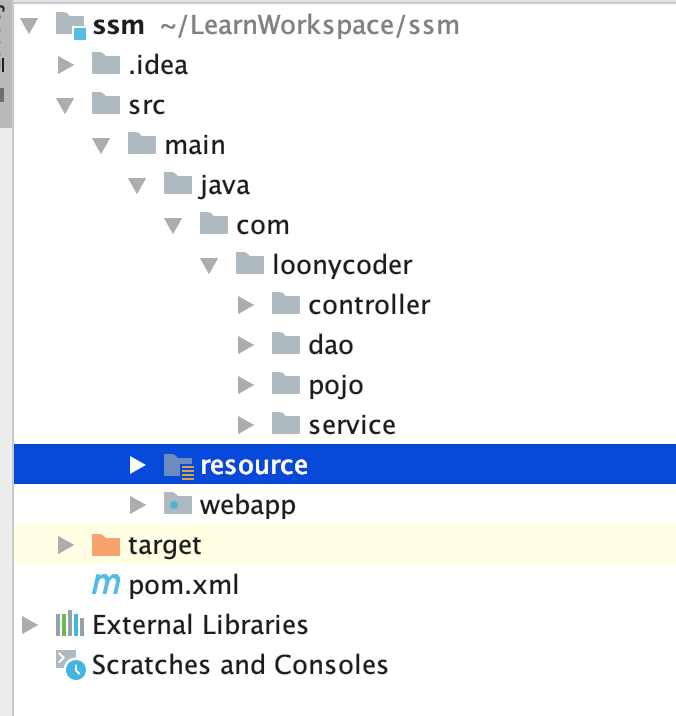 ssm ~/LearnWorkspace/ssm
.idea
src
main
java
com
loonycoder
controller
dao
pojo
service
resource
webapp
target
pom.xml
External Libraries
Scratches and Consoles